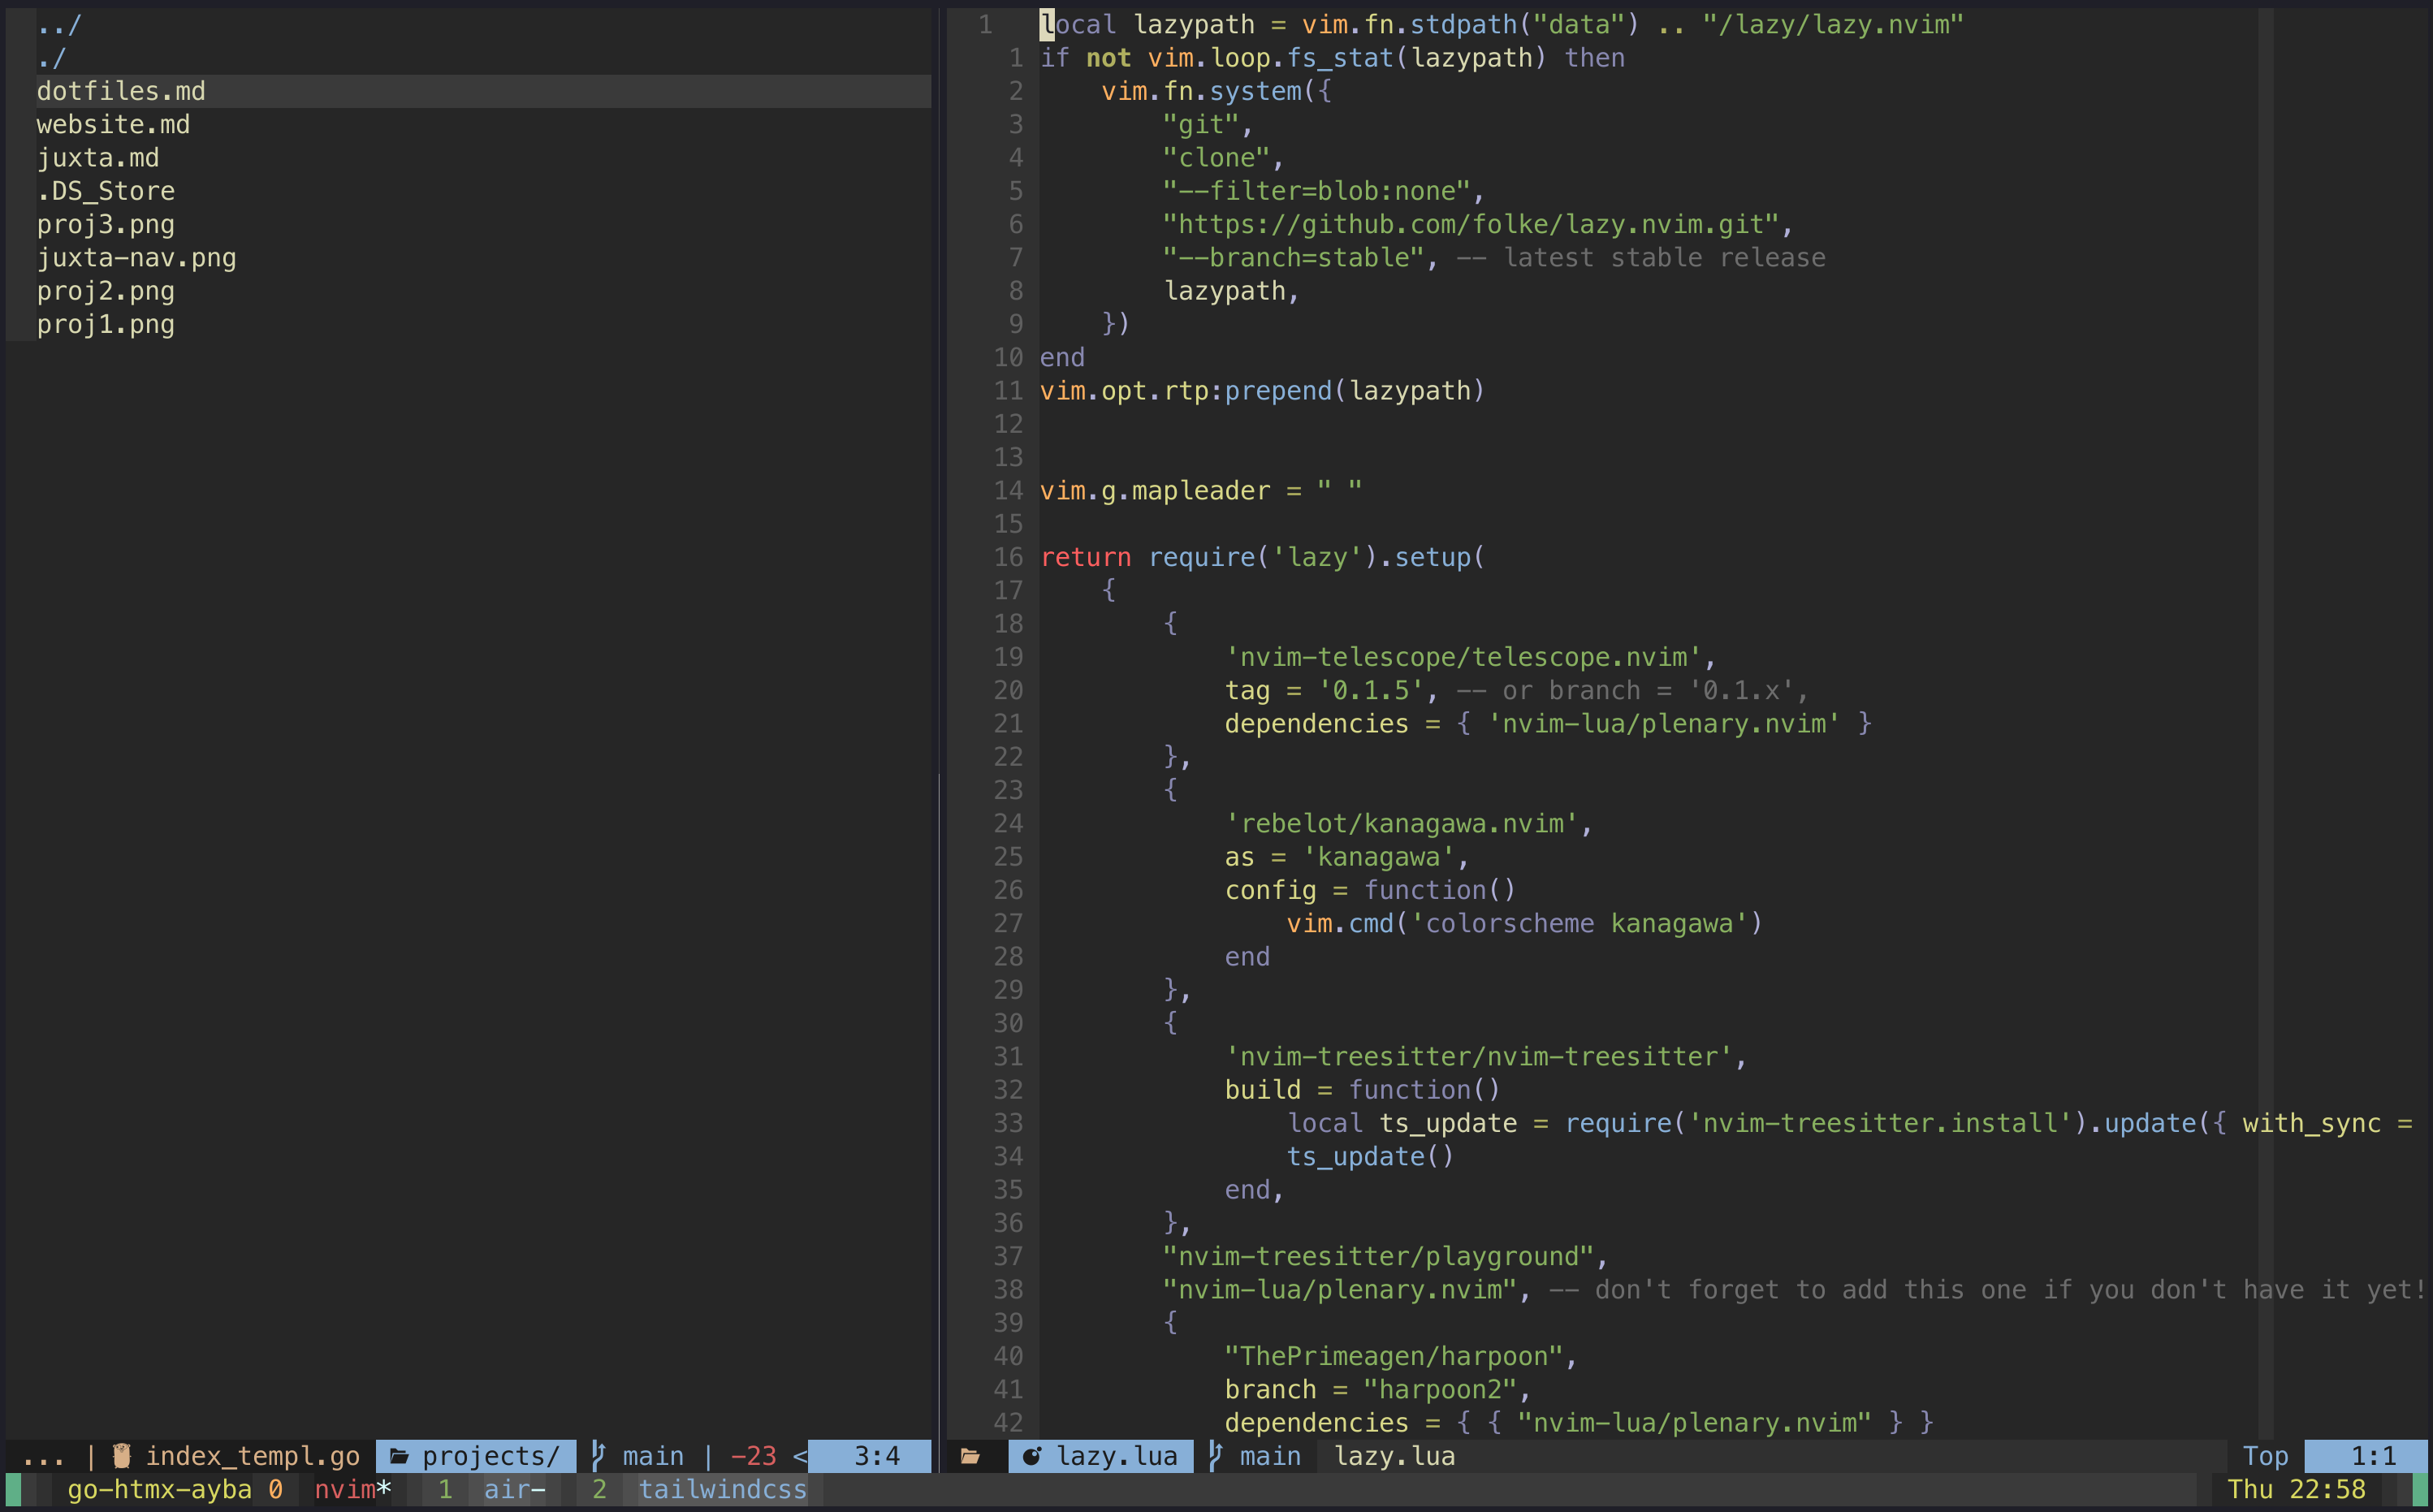 ../
./
dotfiles.md
website.md
juxta.md
.DS_Store
proj3.png
juxta-nav.png
proj2.png
proj1.png
1 local lazypath = vim.fn.stdpath("data") .. "/lazy/lazy.nvim"
1 if not vim.loop.fs_stat(lazypath) then
2     vim.fn.system({
3         "git",
4         "clone",
5         "--filter=blob:none",
6         "https://github.com/folke/lazy.nvim.git",
7         "--branch=stable", -- latest stable release
8         lazypath,
9     })
10 end
11 vim.opt.rtp:prepend(lazypath)
12
13
14 vim.g.mapleader = " "
15
16 return require('lazy').setup(
17     {
18         {
19             'nvim-telescope/telescope.nvim',
20             tag = '0.1.5', -- or branch = '0.1.x',
21             dependencies = { 'nvim-lua/plenary.nvim' }
22         },
23         {
24             'rebelot/kanagawa.nvim',
25             as = 'kanagawa',
26             config = function()
27                 vim.cmd('colorscheme kanagawa')
28             end
29         },
30         {
31             'nvim-treesitter/nvim-treesitter',
32             build = function()
33                 local ts_update = require('nvim-treesitter.install').update({ with_sync =
34                 ts_update()
35             end,
36         },
37         "nvim-treesitter/playground",
38         "nvim-lua/plenary.nvim", -- don't forget to add this one if you don't have it yet!
39         {
40             "ThePrimeagen/harpoon",
41             branch = "harpoon2",
42             dependencies = { { "nvim-lua/plenary.nvim" } }
... | index_templ.go projects/ main | -23 < 3:4
lazy.lua main lazy.lua Top 1:1
go-htmx-ayba 0 nvim* 1 air- 2 tailwindcss Thu 22:58